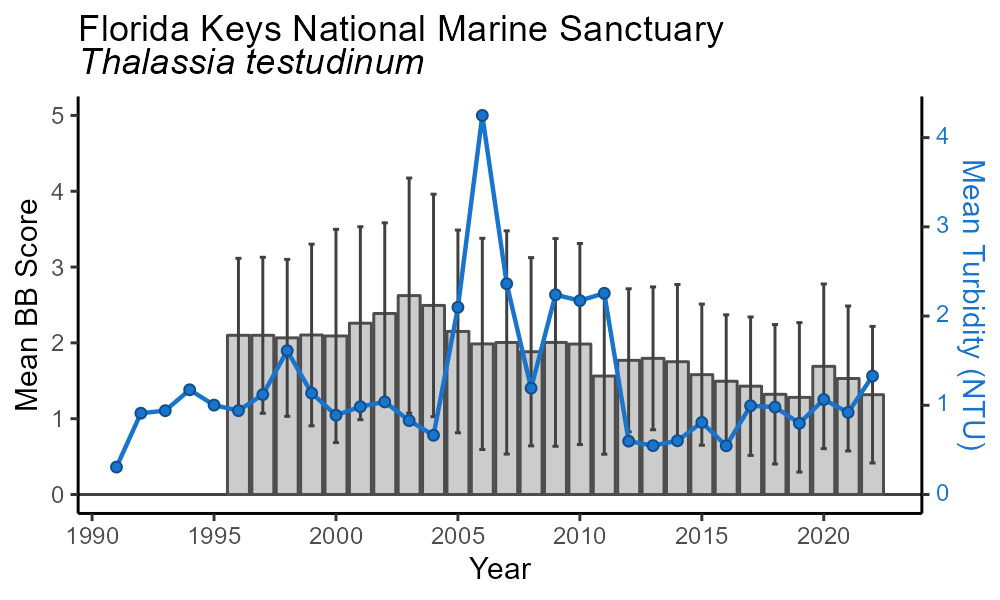 Florida Keys National Marine Sanctuary
Thalassia testudinum
Mean BB Score
5
4
3
2
1
0
4
3
2
1
0
Mean Turbidity (NTU)
1990 1995 2000 2005 2010 2015 2020
Year